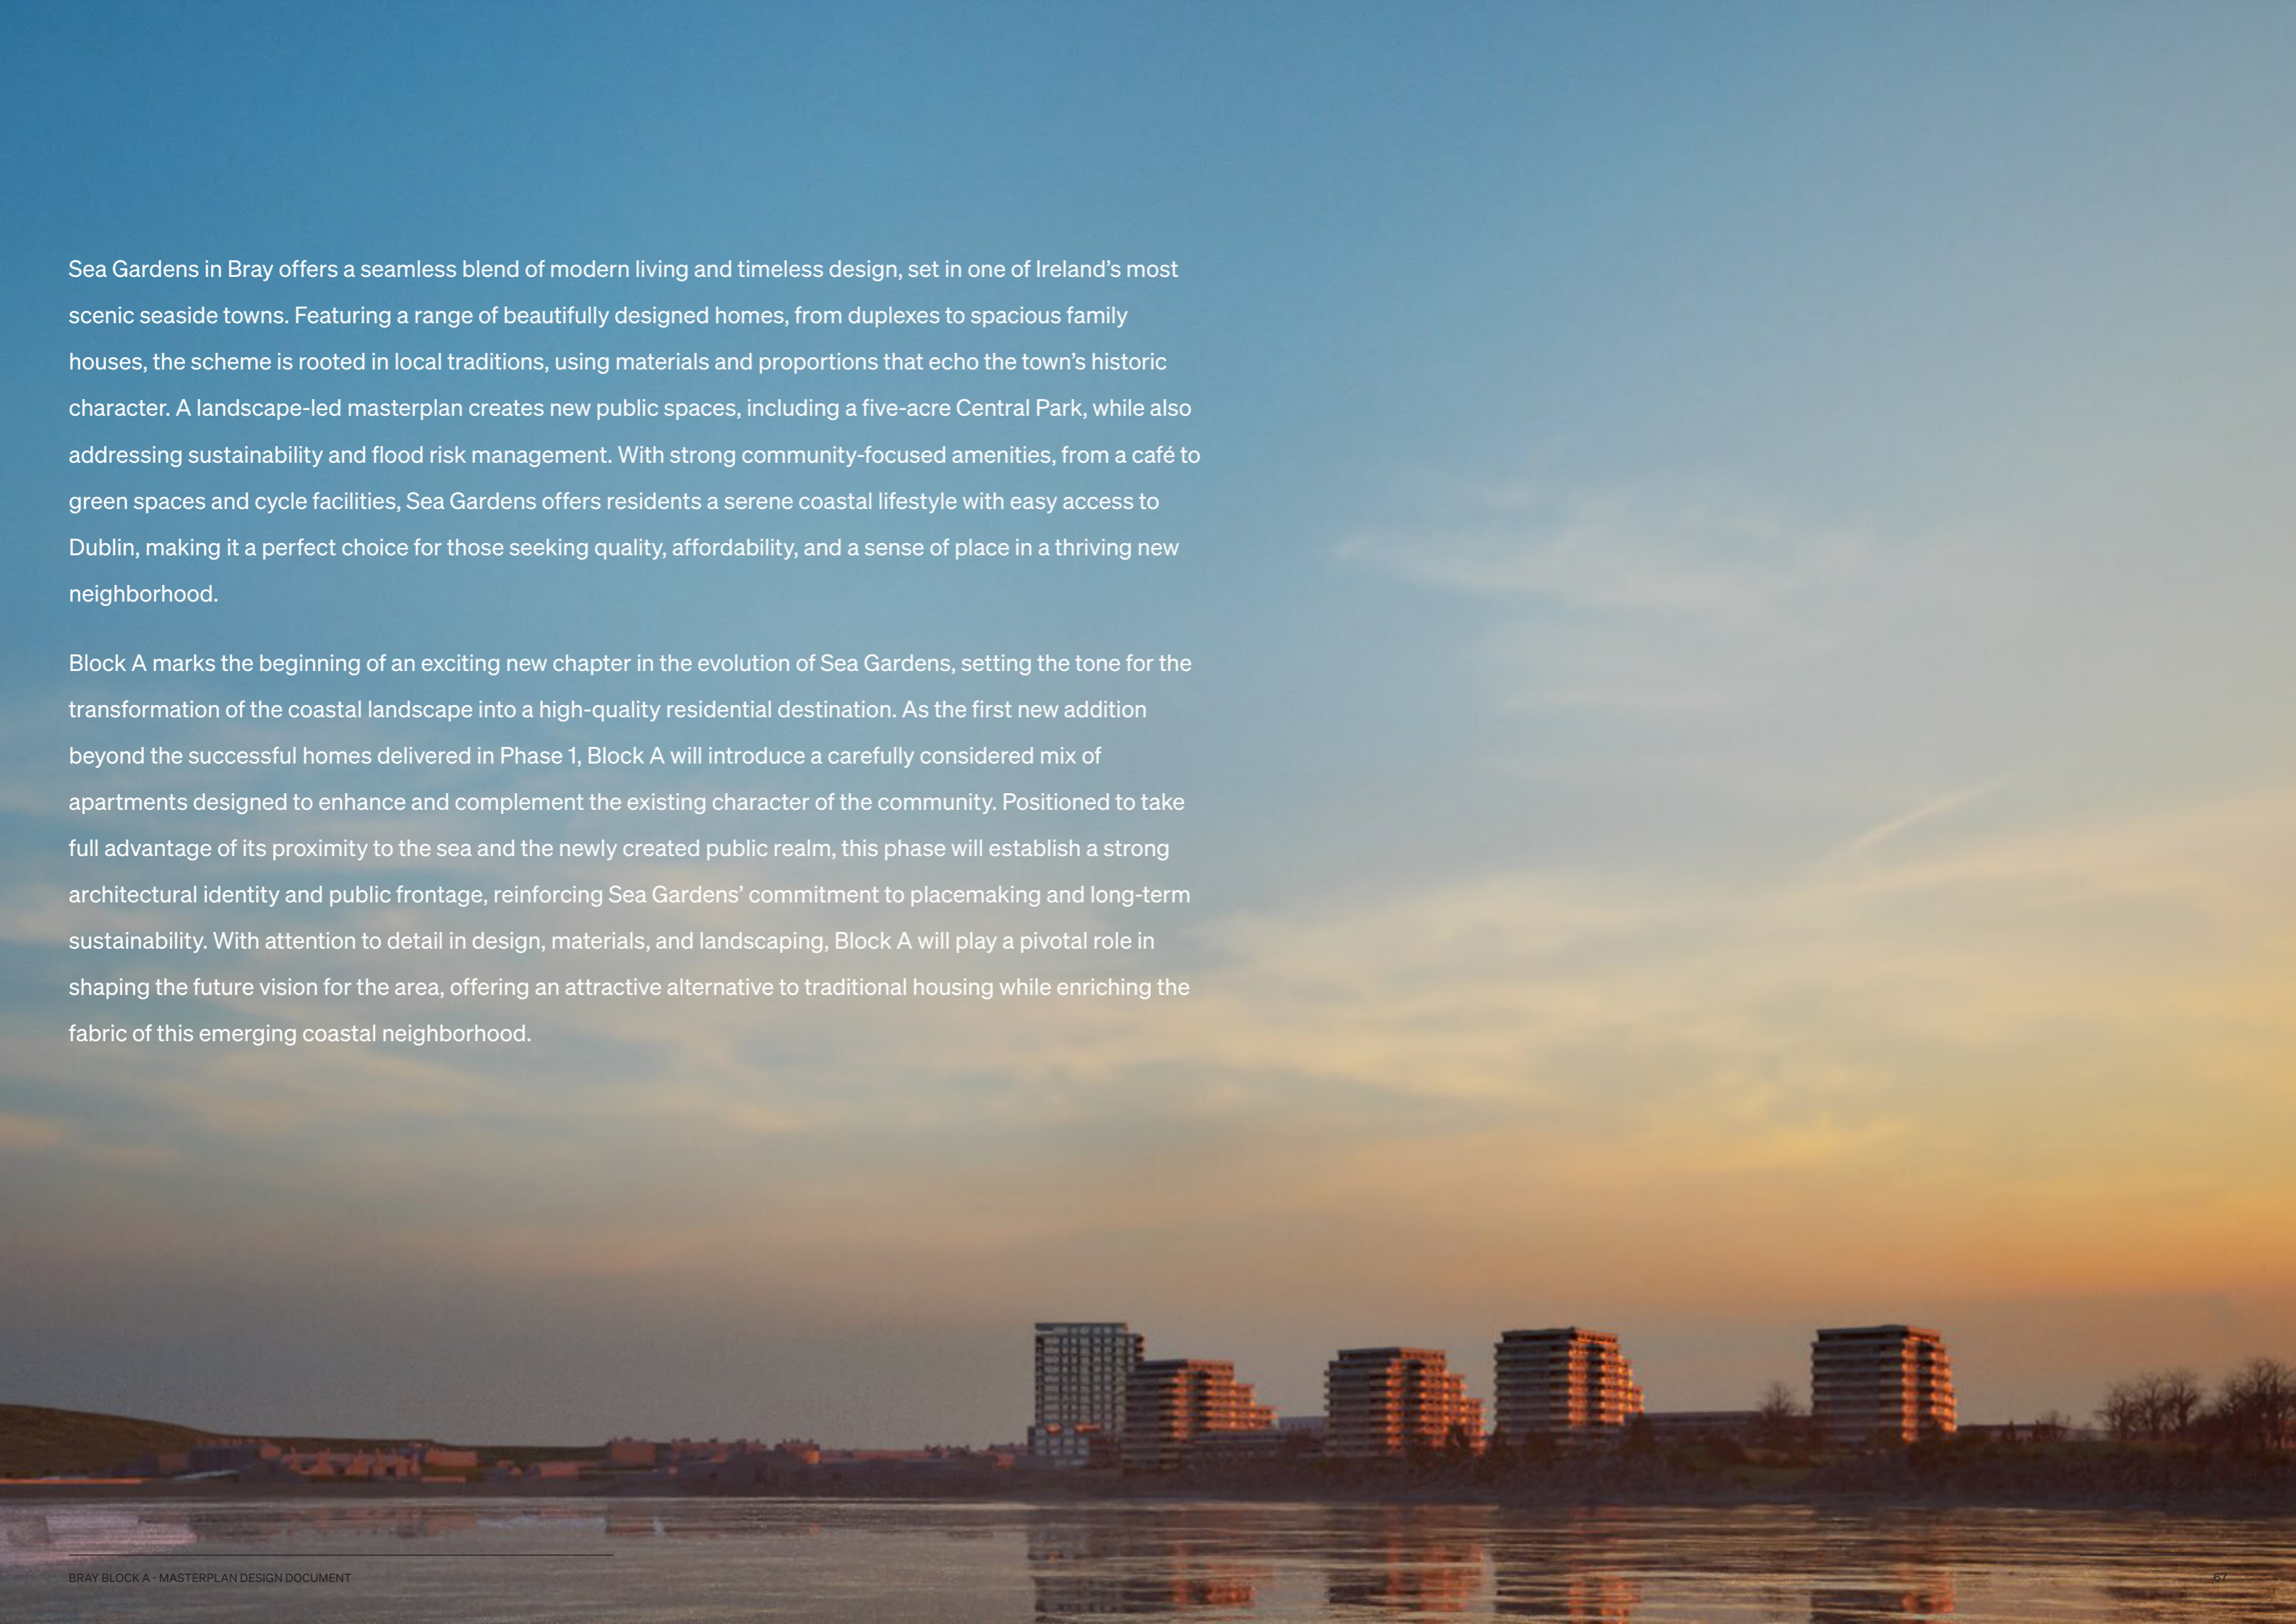 Sea Gardens in Bray offers a seamless blend of modern living and timeless design, set in one of Ireland’s most
scenic seaside towns. Featuring a range of beautifully designed homes, from duplexes to spacious family
houses, the scheme is rooted in local traditions, using materials and proportions that echo the town’s historic
character. A landscape-led masterplan creates new public spaces, including a five-acre Central Park, while also
addressing sustainability and flood risk management. With strong community-focused amenities, from a café to
green spaces and cycle facilities, Sea Gardens offers residents a serene coastal lifestyle with easy access to
Dublin, making it a perfect choice for those seeking quality, affordability, and a sense of place in a thriving new
neighborhood.
Block A marks the beginning of an exciting new chapter in the evolution of Sea Gardens, setting the tone for the
transformation of the coastal landscape into a high-quality residential destination. As the first new addition
beyond the successful homes delivered in Phase 1, Block A will introduce a carefully considered mix of
apartments designed to enhance and complement the existing character of the community. Positioned to take
full advantage of its proximity to the sea and the newly created public realm, this phase will establish a strong
architectural identity and public frontage, reinforcing Sea Gardens’ commitment to placemaking and long-term
sustainability. With attention to detail in design, materials, and landscaping, Block A will play a pivotal role in
shaping the future vision for the area, offering an attractive alternative to traditional housing while enriching the
fabric of this emerging coastal neighborhood.
BRAY BLOCK A - MASTERPLAN DESIGN DOCUMENT
67